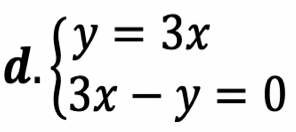 d. y = 3x
3x − y = 0